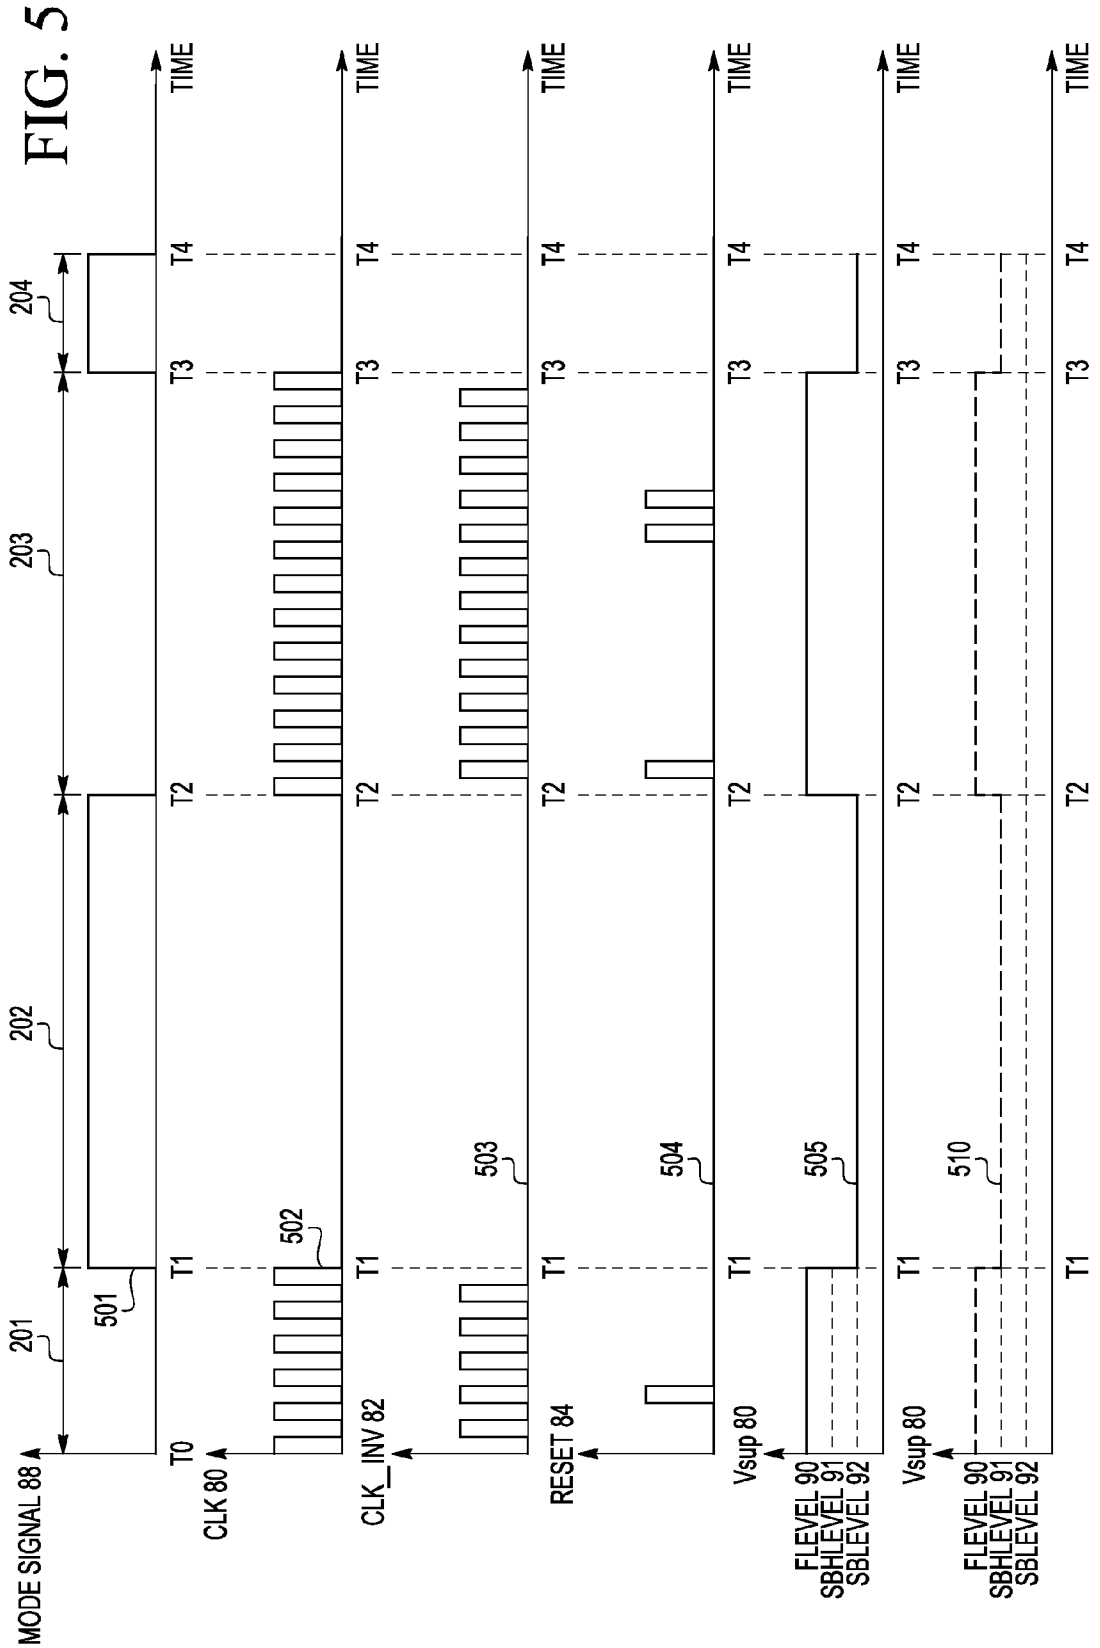 FIG. 5
201
202
203
204
MODE SIGNAL 88
501
T0
T1
T2
T3
T4
TIME
CLK 80
502
T1
T2
T3
T4
TIME
CLK_INV 82
503
T1
T2
T3
T4
TIME
RESET 84
504
T1
T2
T3
T4
TIME
Vsup 80
FLEVEL 90
SBHLEVEL 91
SBLEVEL 92
505
T1
T2
T3
T4
TIME
Vsup 80
FLEVEL 90
SBHLEVEL 91
SBLEVEL 92
510
T1
T2
T3
T4
TIME